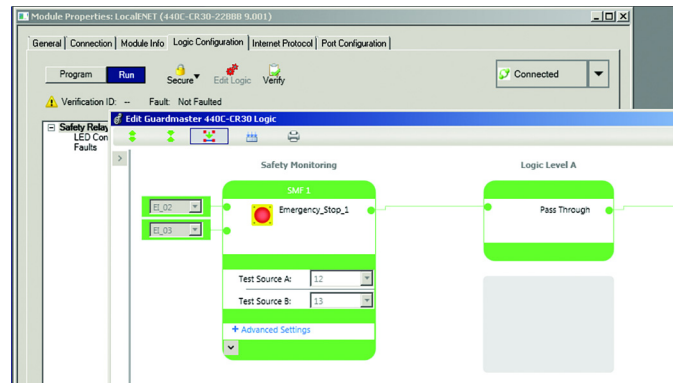 Module Properties: LocalENET (440C-CR30-22BBB 9.001)
General Connection Module Info Logic Configuration Internet Protocol Port Configuration
Program Run Secure Edit Logic Verify Connected
Verification ID: -- Fault: Not Faulted
Safety Relay
LED Con
Faults
Edit Guardmaster 440C-CR30 Logic
Safety Monitoring Logic Level A
SMF 1
EI_02 Emergency_Stop_1 Pass Through
EI_03
Test Source A: 12
Test Source B: 13
+ Advanced Settings